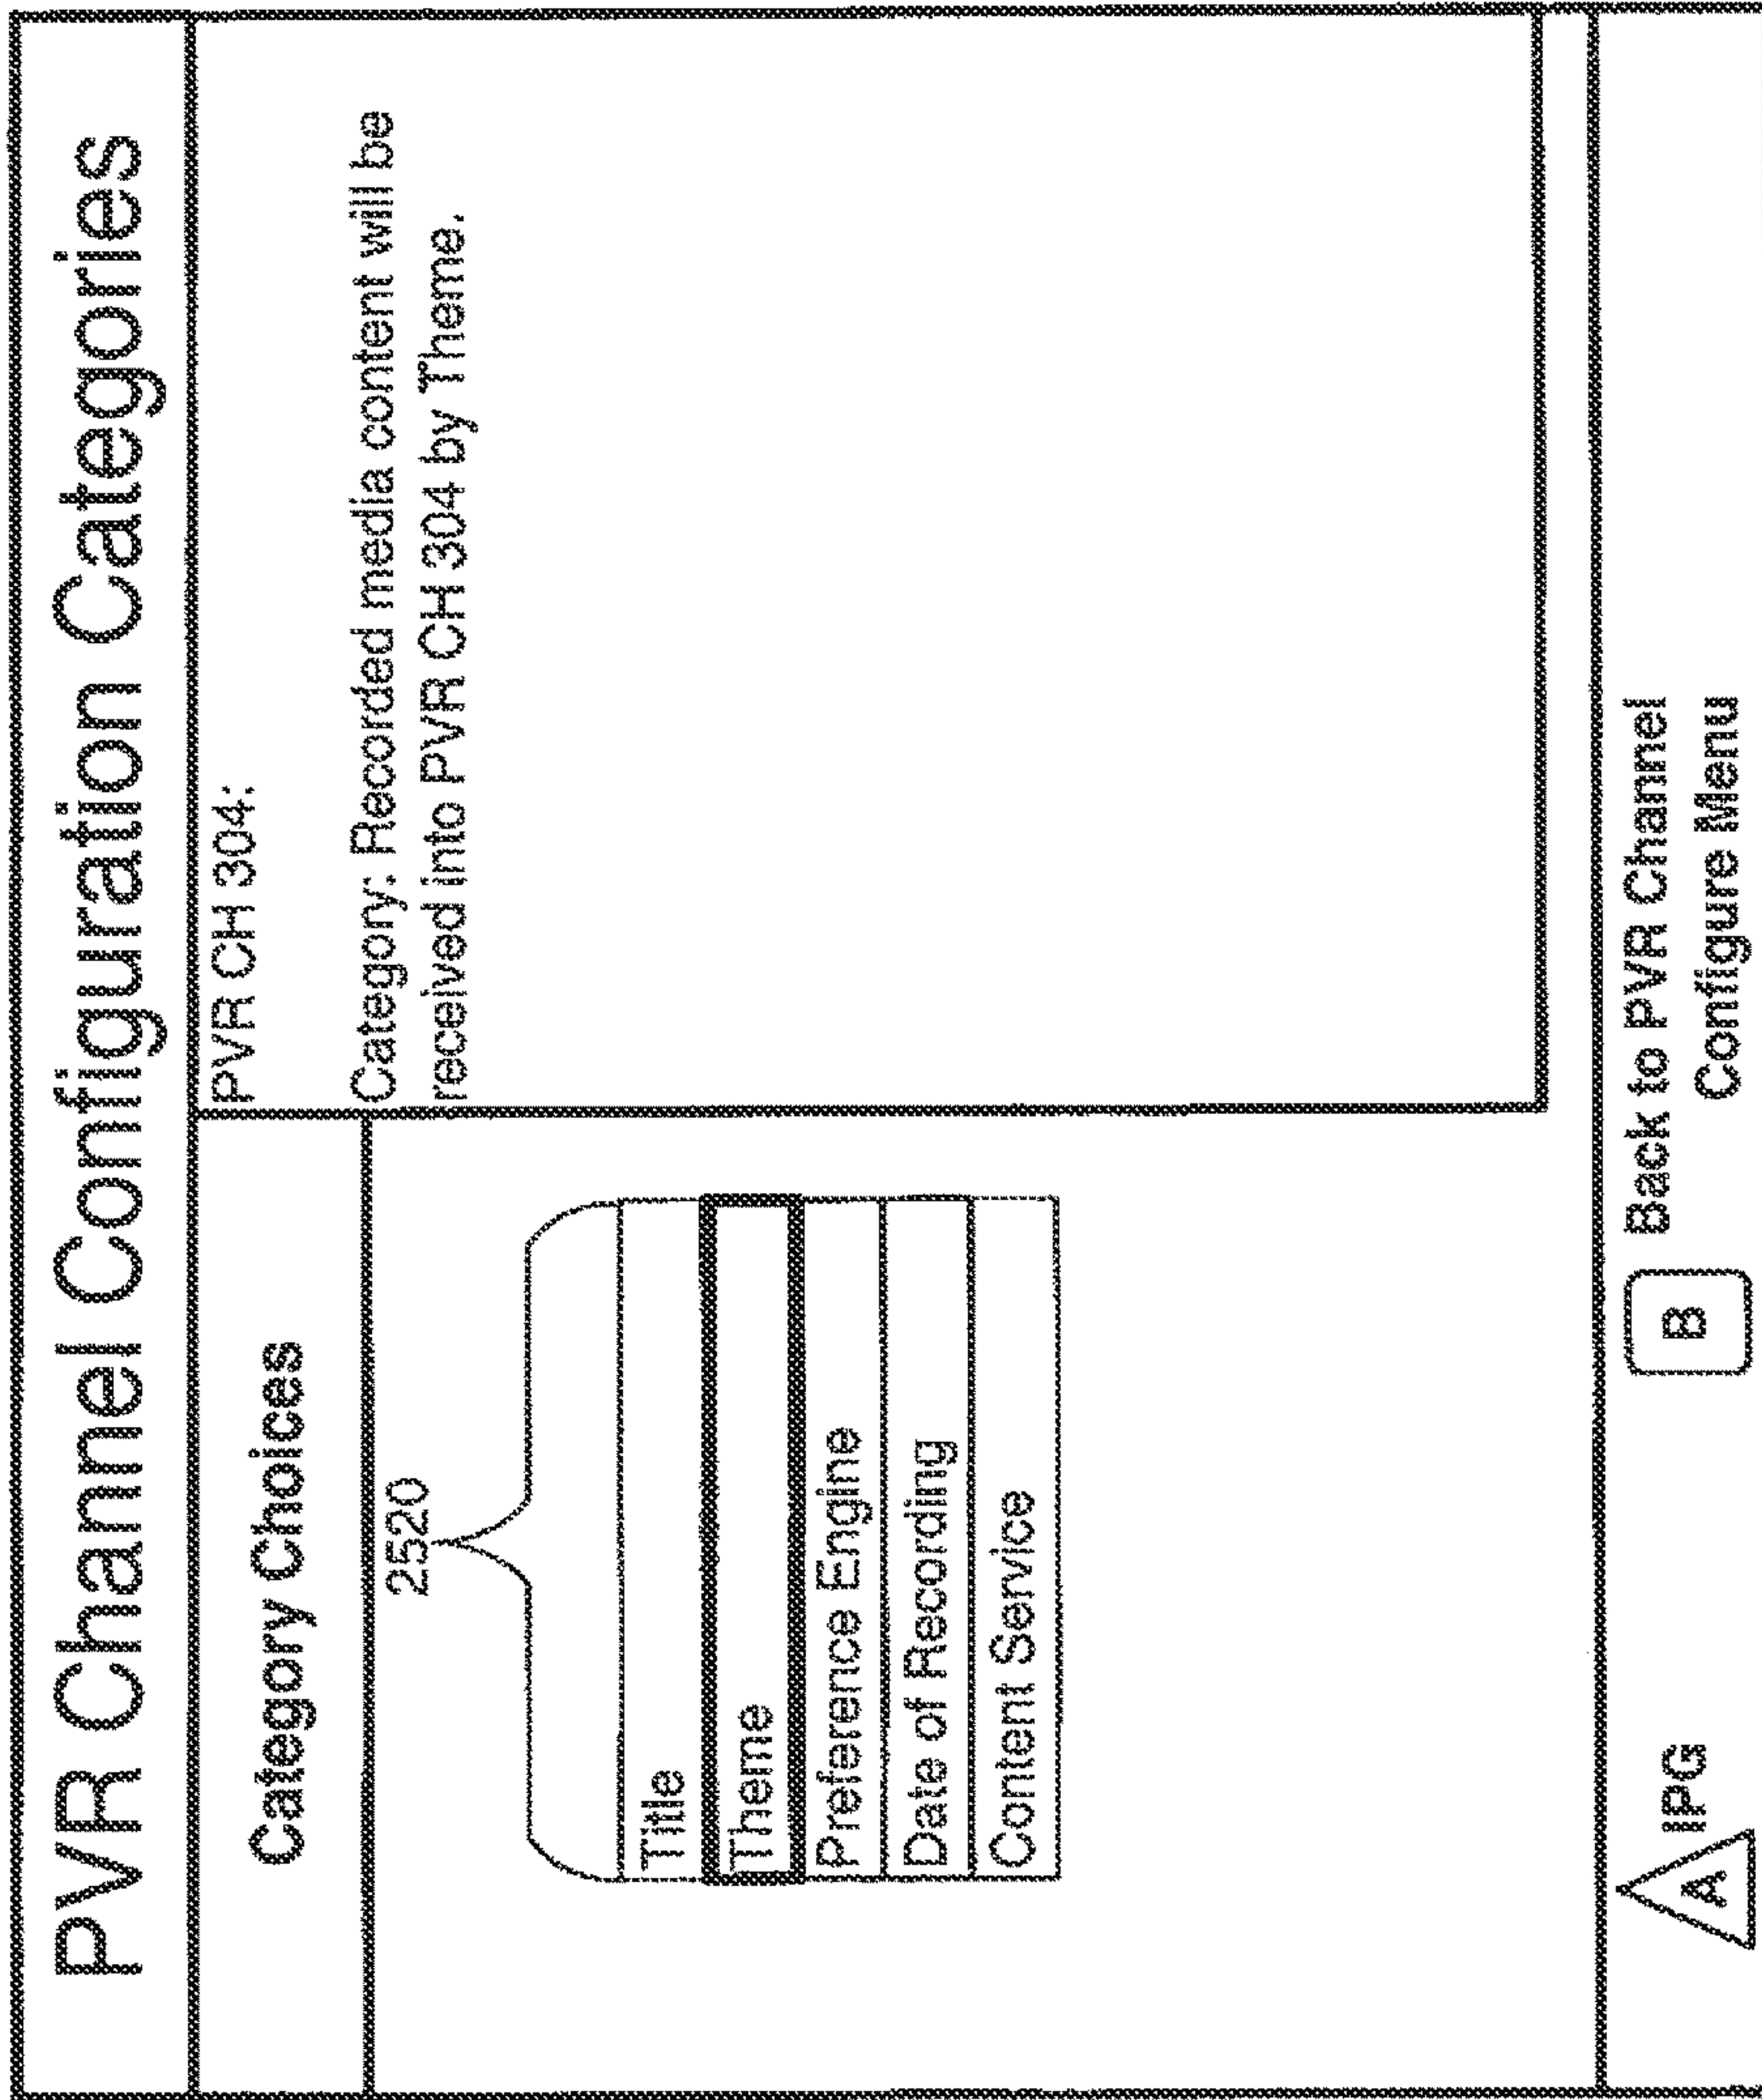 PVR Channel Configuration Categories
Category Choices
2520
Title
Theme
Preference Engine
Date of Recording
Content Service
PVR CH 304:
Category: Recorded media content will be
received into PVR CH 304 by Theme.
A IPG
B Back to PVR Channel
Configure Menu